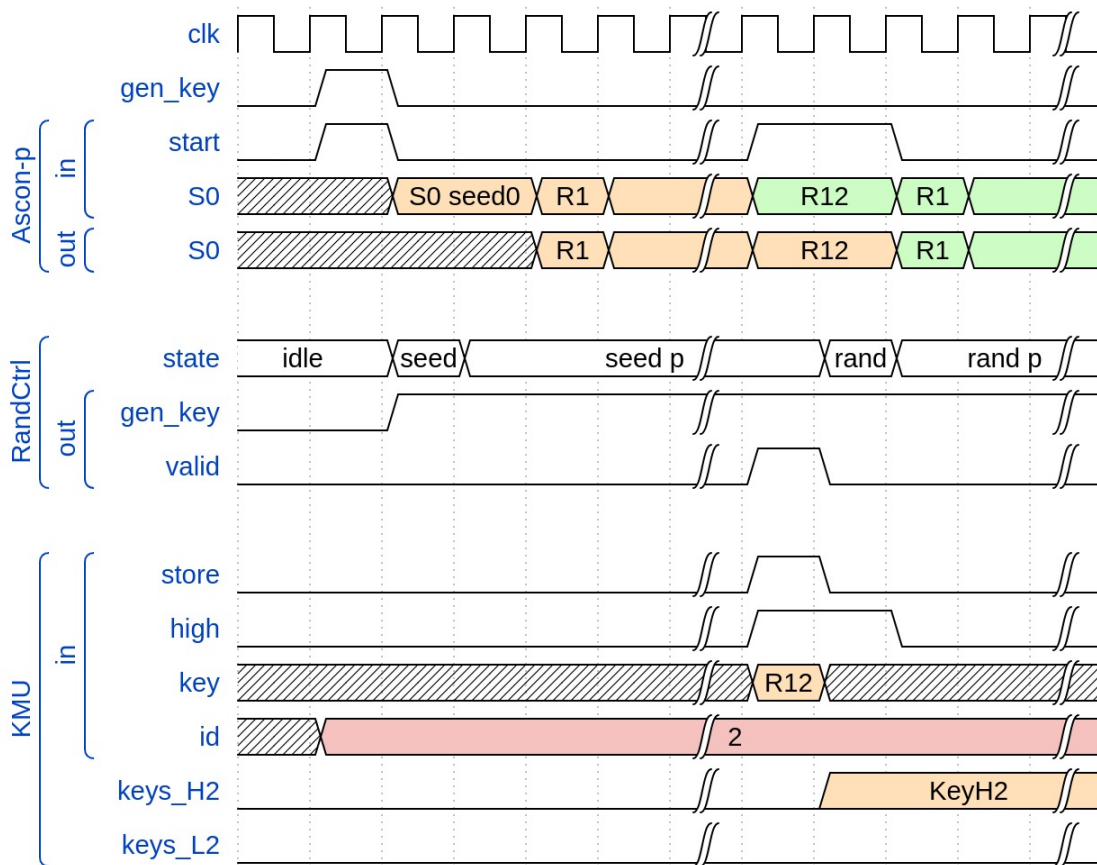 clk
gen_key
Ascon-p
in
start
S0
S0 seed0
R1
R12
R1
out
S0
R1
R12
R1
RandCtrl
state
idle
seed
seed p
rand
rand p
out
gen_key
valid
KMU
in
store
high
key
R12
id
2
keys_H2
KeyH2
keys_L2